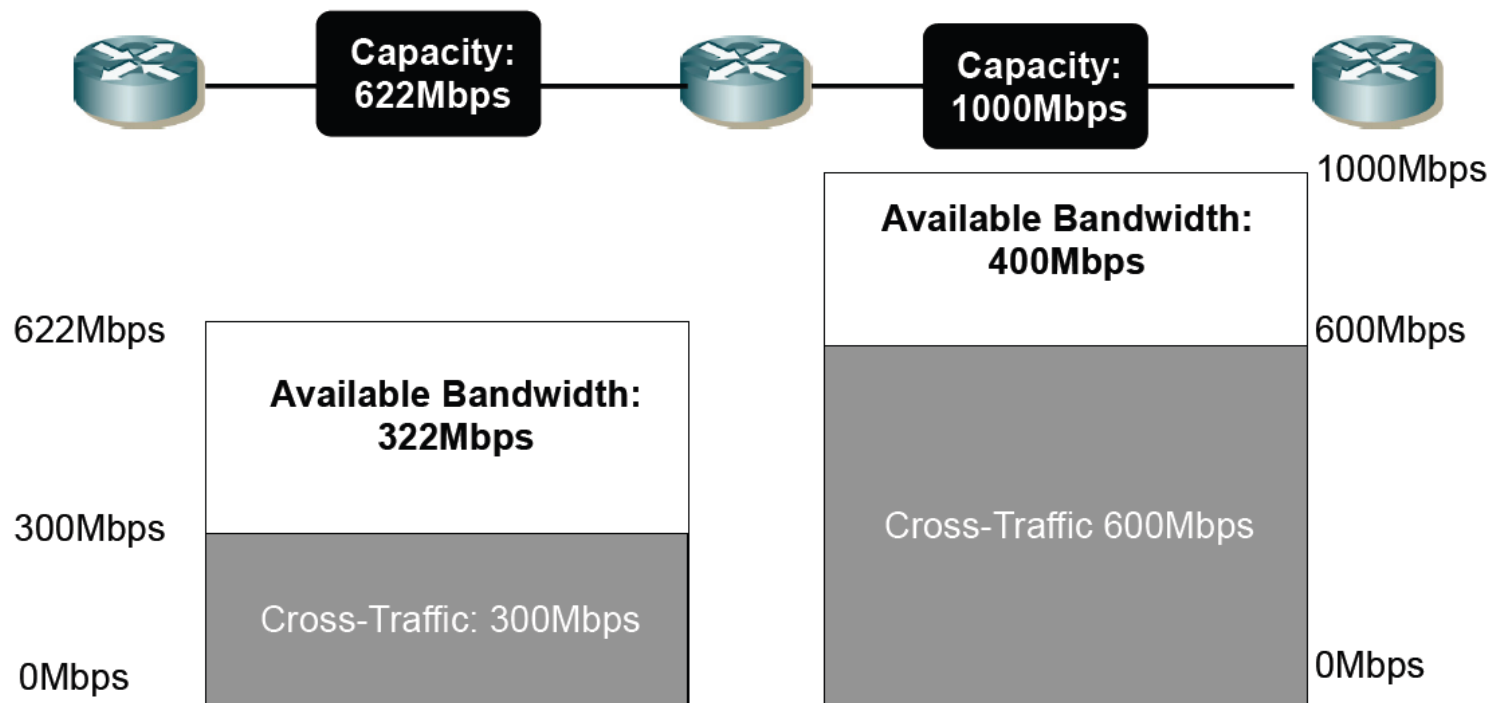 Capacity:
622Mbps
Capacity:
1000Mbps
1000Mbps
Available Bandwidth:
400Mbps
622Mbps
600Mbps
Available Bandwidth:
322Mbps
300Mbps
Cross-Traffic 600Mbps
Cross-Traffic: 300Mbps
0Mbps
0Mbps